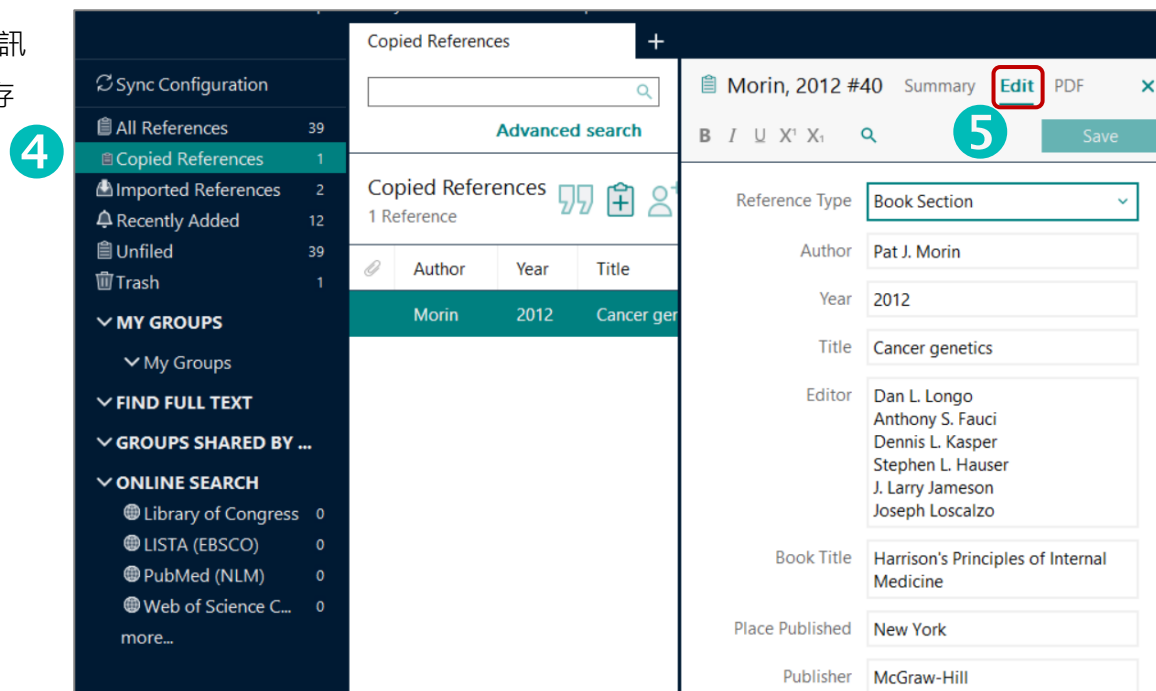 訊
存
4
Copied References
+
Sync Configuration
All References 39
Copied References 1
Imported References 2
Recently Added 12
Unfiled 39
Trash 1
MY GROUPS
My Groups
FIND FULL TEXT
GROUPS SHARED BY ...
ONLINE SEARCH
Library of Congress 0
LISTA (EBSCO) 0
PubMed (NLM) 0
Web of Science C... 0
more...
Advanced search
Copied References
1 Reference
Author Year Title
Morin 2012 Cancer ger
Morin, 2012 #40 Summary Edit PDF
B I U X¹ X₁ 5 Save
Reference Type Book Section
Author Pat J. Morin
Year 2012
Title Cancer genetics
Editor Dan L. Longo
Anthony S. Fauci
Dennis L. Kasper
Stephen L. Hauser
J. Larry Jameson
Joseph Loscalzo
Book Title Harrison's Principles of Internal
Medicine
Place Published New York
Publisher McGraw-Hill